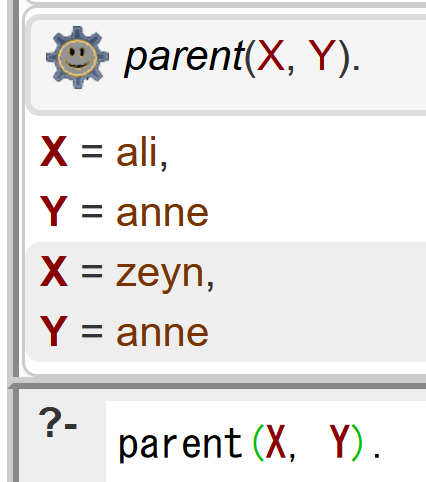 parent(X, Y).
X = ali,
Y = anne
X = zeyn,
Y = anne
?- parent(X, Y).